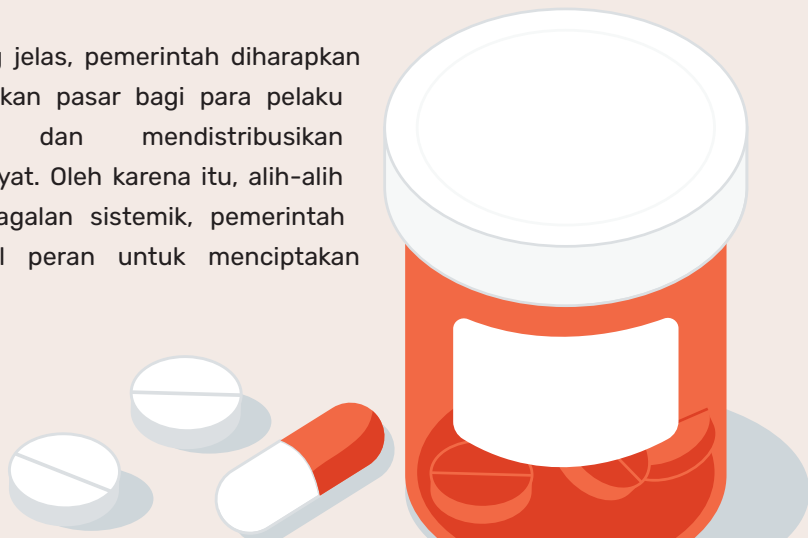 jelas, pemerintah diharapkan
kan pasar bagi para pelaku
dan mendistribusikan
yat. Oleh karena itu, alih-alih
agalan sistemik, pemerintah
l peran untuk menciptakan